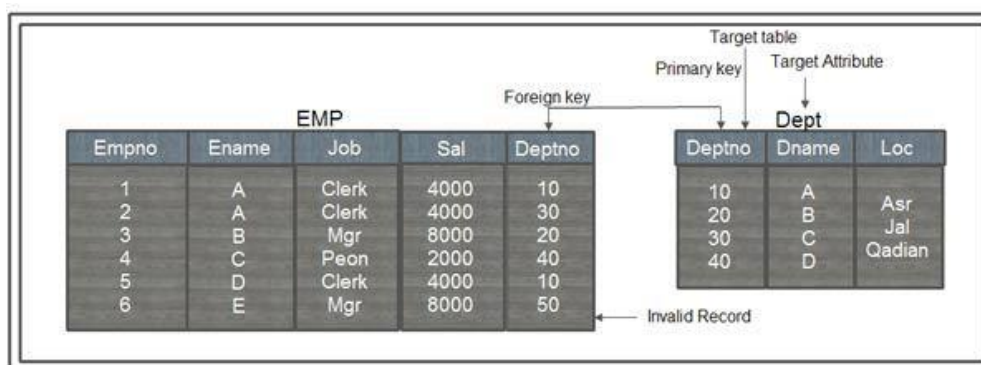 Target table
Primary key
Target Attribute
Foreign key
EMP
Dept
Empno Ename Job Sal Deptno
1 A Clerk 4000 10
2 A Clerk 4000 30
3 B Mgr 8000 20
4 C Peon 2000 40
5 D Clerk 4000 10
6 E Mgr 8000 50
Deptno Dname Loc
10 A
20 B
30 C
40 D
Asr
Jal
Qadian
Invalid Record